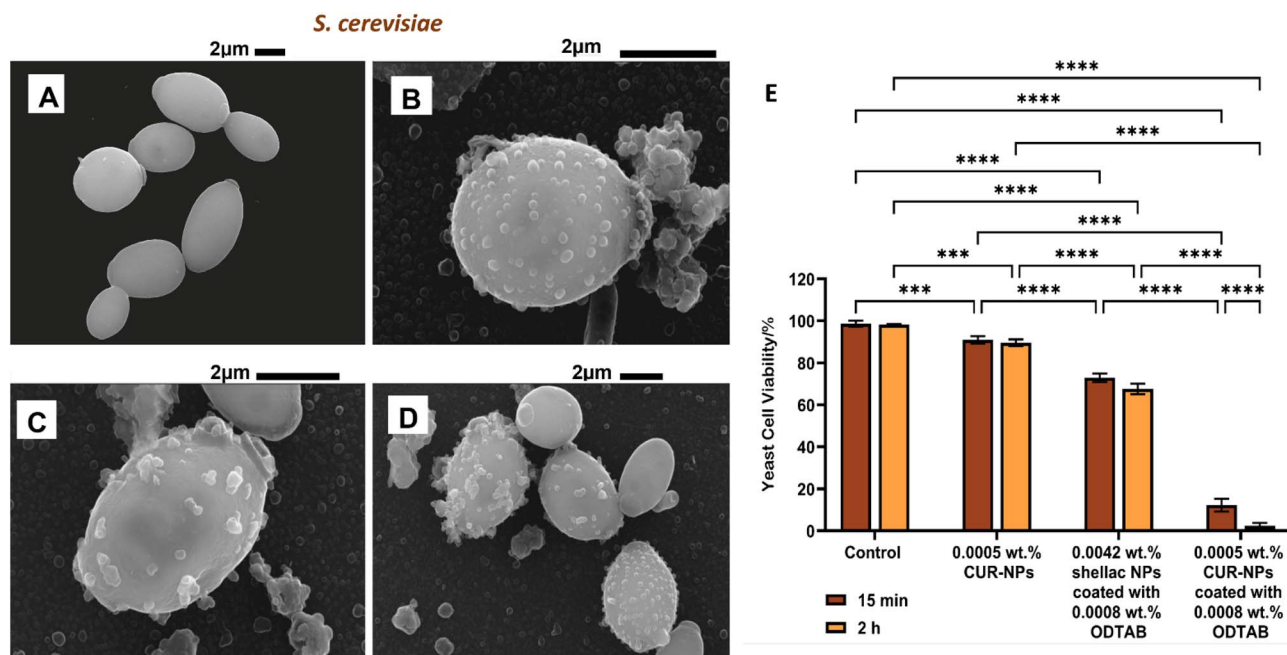 S. cerevisiae
2μm
2μm
A
B
2μm
2μm
C
D
E
****
****
****
****
****
****
*** **** ****
*** **** **** ****
120
100
80
60
40
20
0
Yeast Cell Viability/%
Control
0.0005 wt.%
CUR-NPs
0.0042 wt.%
shellac NPs
coated with
0.0008 wt.%
ODTAB
0.0005 wt.%
CUR-NPs
coated with
0.0008 wt.%
ODTAB
15 min
2 h